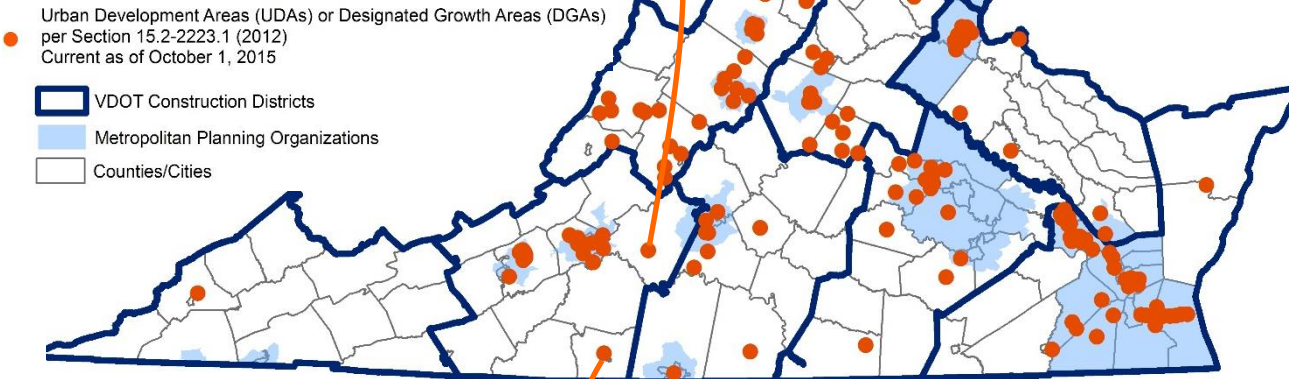 Urban Development Areas (UDAs) or Designated Growth Areas (DGAs)
per Section 15.2-2223.1 (2012)
Current as of October 1, 2015
VDOT Construction Districts
Metropolitan Planning Organizations
Counties/Cities